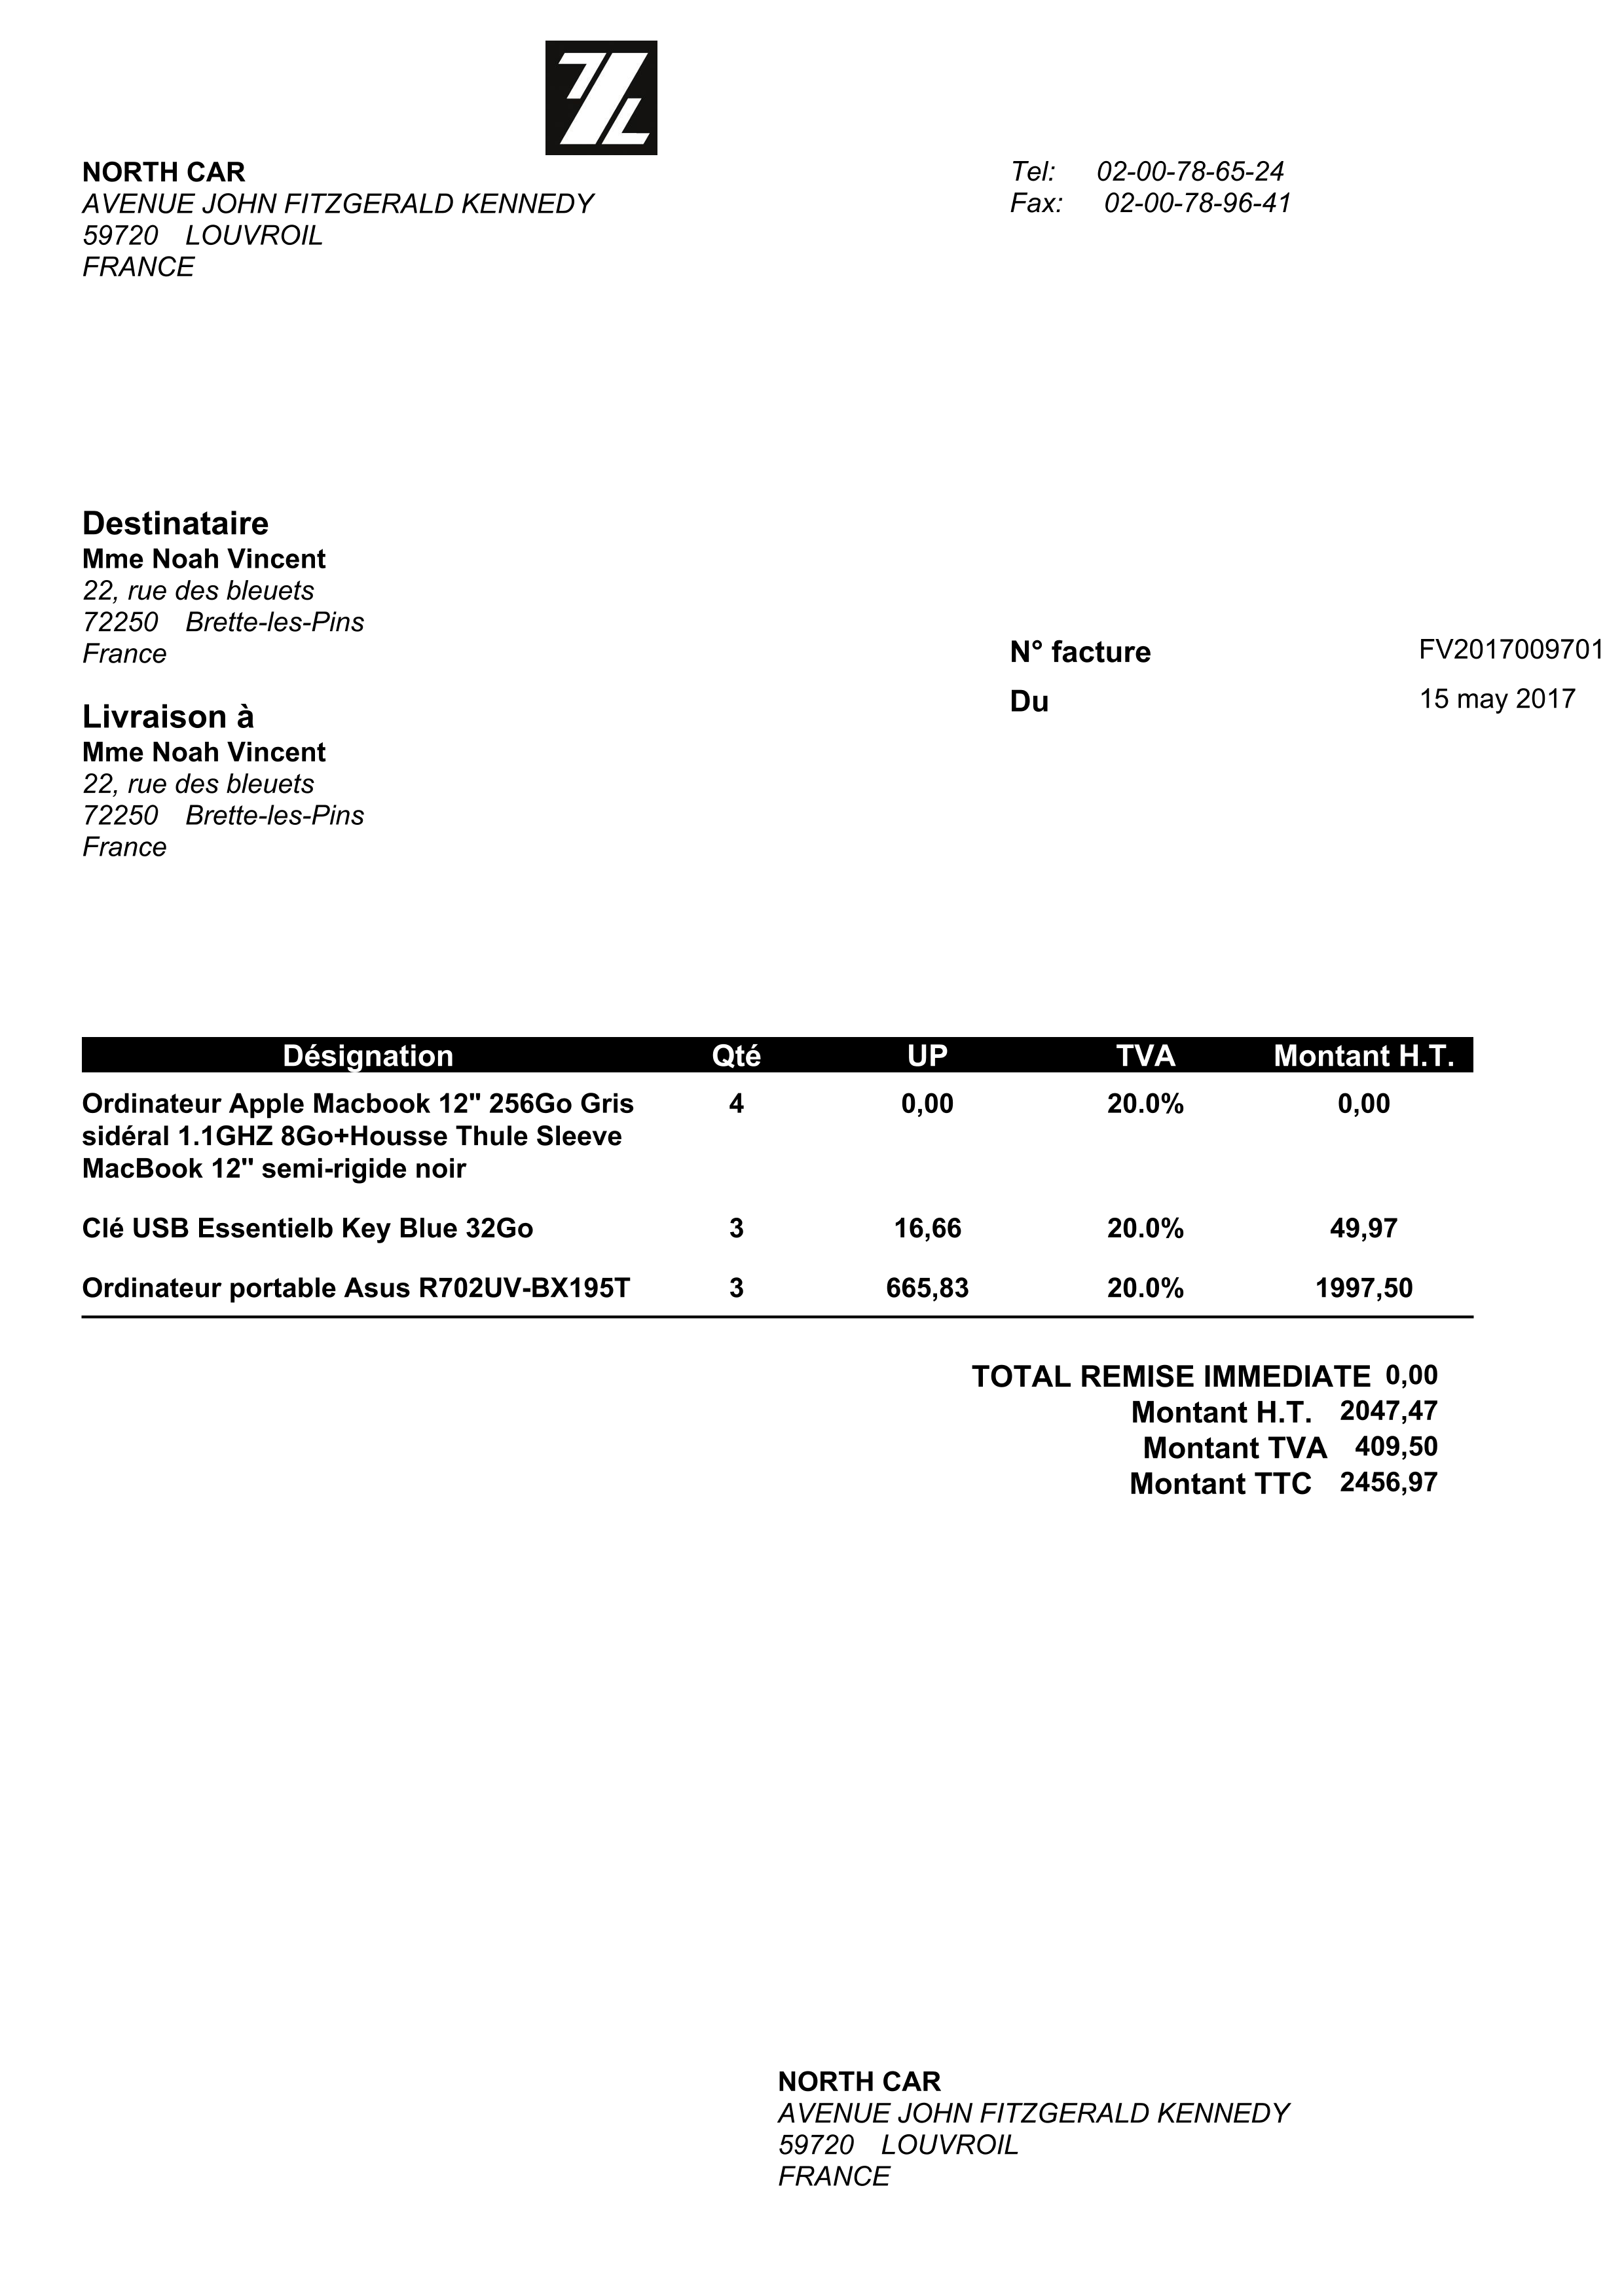 NORTH CAR
AVENUE JOHN FITZGERALD KENNEDY
59720 LOUVROIL
FRANCE
Tel: 02-00-78-65-24
Fax: 02-00-78-96-41
Destinataire
Mme Noah Vincent
22, rue des bleuets
72250 Brette-les-Pins
France
N° facture FV2017009701
Du 15 may 2017
Livraison à
Mme Noah Vincent
22, rue des bleuets
72250 Brette-les-Pins
France
Désignation Qté UP TVA Montant H.T.
Ordinateur Apple Macbook 12" 256Go Gris 4 0,00 20.0% 0,00
sidéral 1.1GHZ 8Go+Housse Thule Sleeve
MacBook 12" semi-rigide noir
Clé USB Essentielb Key Blue 32Go 3 16,66 20.0% 49,97
Ordinateur portable Asus R702UV-BX195T 3 665,83 20.0% 1997,50
TOTAL REMISE IMMEDIATE 0,00
Montant H.T. 2047,47
Montant TVA 409,50
Montant TTC 2456,97
NORTH CAR
AVENUE JOHN FITZGERALD KENNEDY
59720 LOUVROIL
FRANCE